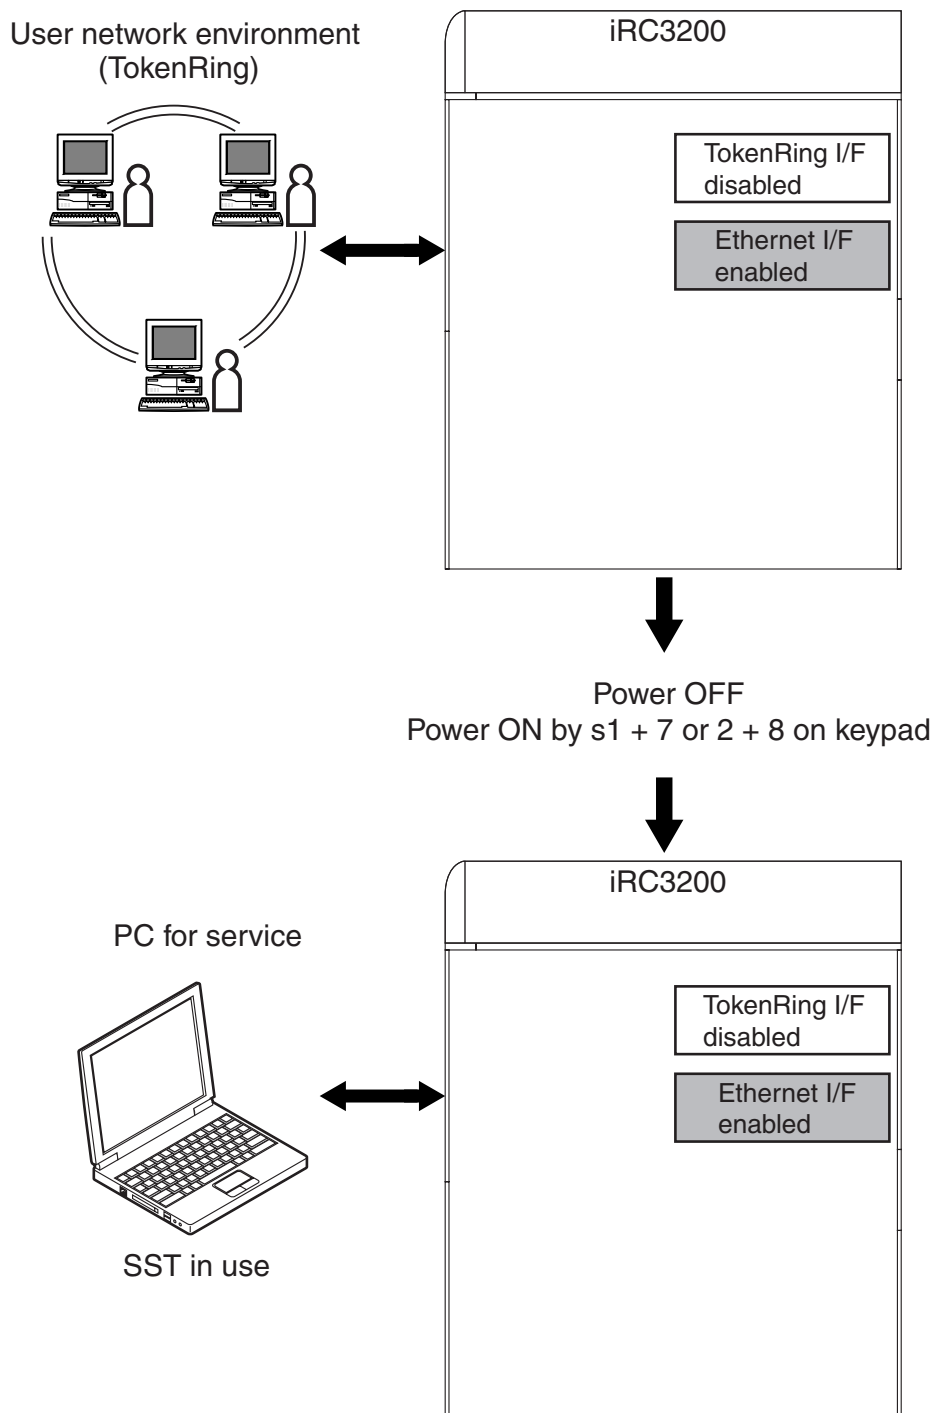 User network environment
(TokenRing)
iRC3200
TokenRing I/F
disabled
Ethernet I/F
enabled
Power OFF
Power ON by s1 + 7 or 2 + 8 on keypad
iRC3200
PC for service
TokenRing I/F
disabled
Ethernet I/F
enabled
SST in use